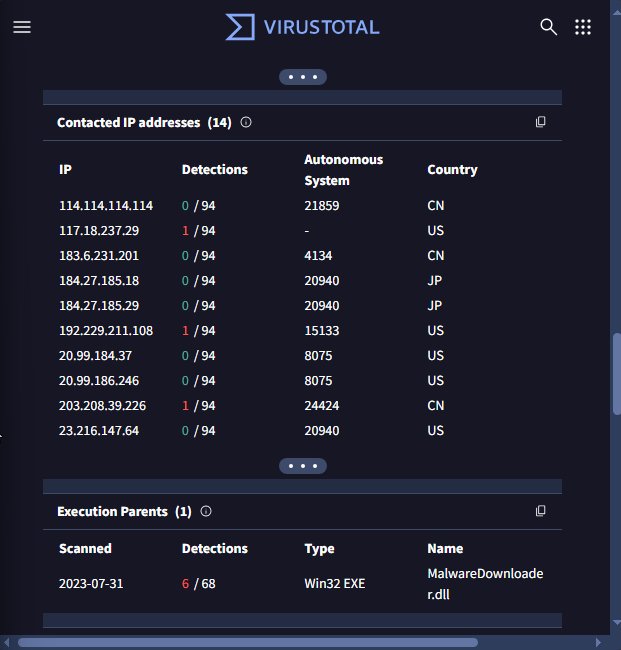 VIRUSTOTAL
Contacted IP addresses (14)
IP Detections Autonomous System Country
114.114.114.114 0 / 94 21859 CN
117.18.237.29 1 / 94 - US
183.6.231.201 0 / 94 4134 CN
184.27.185.18 0 / 94 20940 JP
184.27.185.29 0 / 94 20940 JP
192.229.211.108 1 / 94 15133 US
20.99.184.37 0 / 94 8075 US
20.99.186.246 0 / 94 8075 US
203.208.39.226 1 / 94 24424 CN
23.216.147.64 0 / 94 20940 US
Execution Parents (1)
Scanned Detections Type Name
2023-07-31 6 / 68 Win32 EXE MalwareDownloade
r.dll